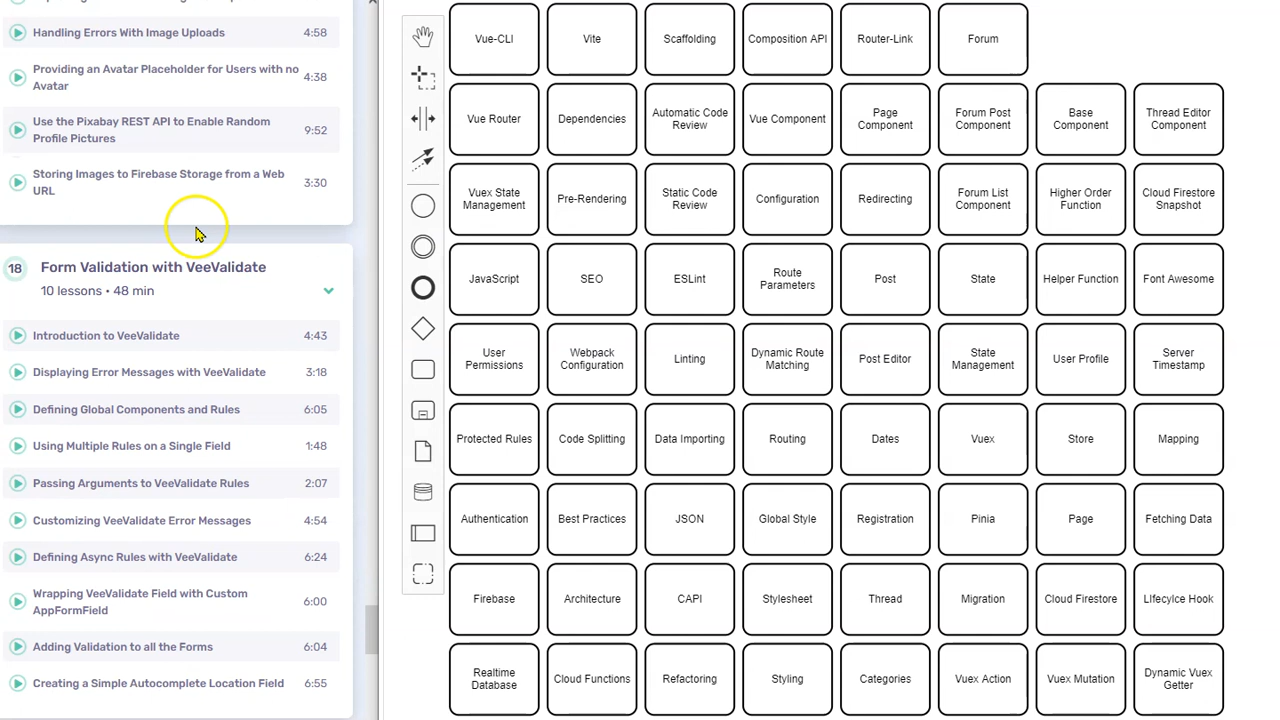 Handling Errors With Image Uploads 4:58
Providing an Avatar Placeholder for Users with no
Avatar
4:38
Use the Pixabay REST API to Enable Random
Profile Pictures
9:52
Storing Images to Firebase Storage from a Web
URL
3:30
18 Form Validation with VeeValidate
10 lessons • 48 min
Introduction to VeeValidate 4:43
Displaying Error Messages with VeeValidate 3:18
Defining Global Components and Rules 6:05
Using Multiple Rules on a Single Field 1:48
Passing Arguments to VeeValidate Rules 2:07
Customizing VeeValidate Error Messages 4:54
Defining Async Rules with VeeValidate 6:24
Wrapping VeeValidate Field with Custom
AppFormField
6:00
Adding Validation to all the Forms 6:04
Creating a Simple Autocomplete Location Field 6:55
Vue-CLI
Vite
Scaffolding
Composition API
Router-Link
Forum
Vue Router
Dependencies
Automatic Code
Review
Vue Component
Page
Component
Forum Post
Component
Base
Component
Thread Editor
Component
Vuex State
Management
Pre-Rendering
Static Code
Review
Configuration
Redirecting
Forum List
Component
Higher Order
Function
Cloud Firestore
Snapshot
JavaScript
SEO
ESLint
Route
Parameters
Post
State
Helper Function
Font Awesome
User
Permissions
Webpack
Configuration
Linting
Dynamic Route
Matching
Post Editor
State
Management
User Profile
Server
Timestamp
Protected Rules
Code Splitting
Data Importing
Routing
Dates
Vuex
Store
Mapping
Authentication
Best Practices
JSON
Global Style
Registration
Pinia
Page
Fetching Data
Firebase
Architecture
CAPI
Stylesheet
Thread
Migration
Cloud Firestore
LIfecylce Hook
Realtime
Database
Cloud Functions
Refactoring
Styling
Categories
Vuex Action
Vuex Mutation
Dynamic Vuex
Getter